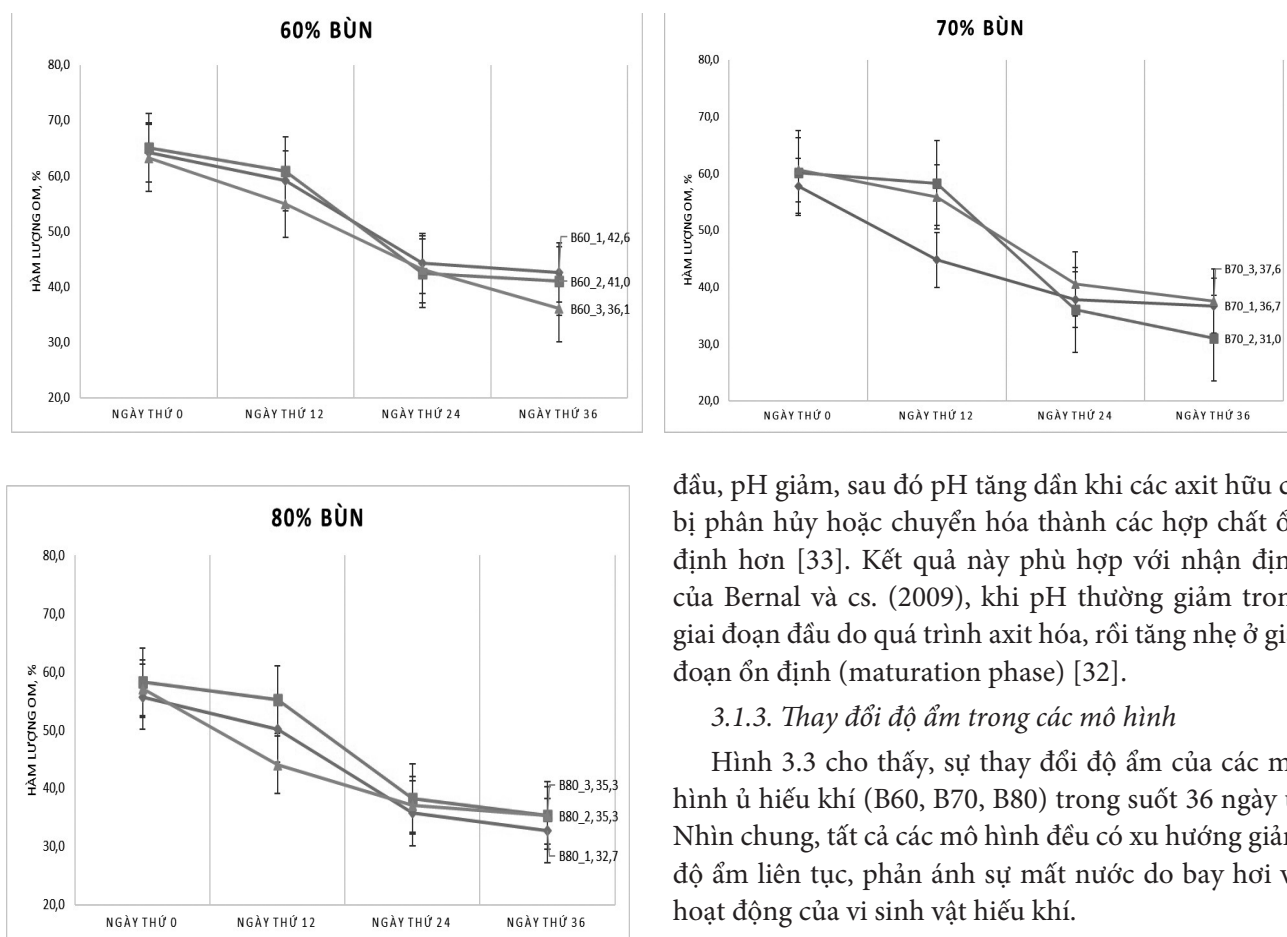 60% BÙN
80,0
70,0
60,0
50,0
40,0
30,0
20,0
HÀM LƯỢNG OM, %
B60_1, 42,6
B60_2, 41,0
B60_3, 36,1
NGÀY THỨ 0 NGÀY THỨ 12 NGÀY THỨ 24 NGÀY THỨ 36
70% BÙN
80,0
70,0
60,0
50,0
40,0
30,0
20,0
HÀM LƯỢNG OM, %
B70_3, 37,6
B70_1, 36,7
B70_2, 31,0
NGÀY THỨ 0 NGÀY THỨ 12 NGÀY THỨ 24 NGÀY THỨ 36
80% BÙN
80,0
70,0
60,0
50,0
40,0
30,0
20,0
HÀM LƯỢNG OM, %
B80_3, 35,3
B80_2, 35,3
B80_1, 32,7
NGÀY THỨ 0 NGÀY THỨ 12 NGÀY THỨ 24 NGÀY THỨ 36
đầu, pH giảm, sau đó pH tăng dần khi các axit hữu
bị phân hủy hoặc chuyển hóa thành các hợp chất
định hơn [33]. Kết quả này phù hợp với nhận
của Bernal và cs. (2009), khi pH thường giảm
giai đoạn đầu do quá trình axit hóa, rồi tăng nhẹ ở
đoạn ổn định (maturation phase) [32].
3.1.3. Thay đổi độ ẩm trong các mô hình
Hình 3.3 cho thấy, sự thay đổi độ ẩm của các
hình ủ hiếu khí (B60, B70, B80) trong suốt 36 ngày
Nhìn chung, tất cả các mô hình đều có xu hướng
độ ẩm liên tục, phản ánh sự mất nước do bay hơi
hoạt động của vi sinh vật hiếu khí.